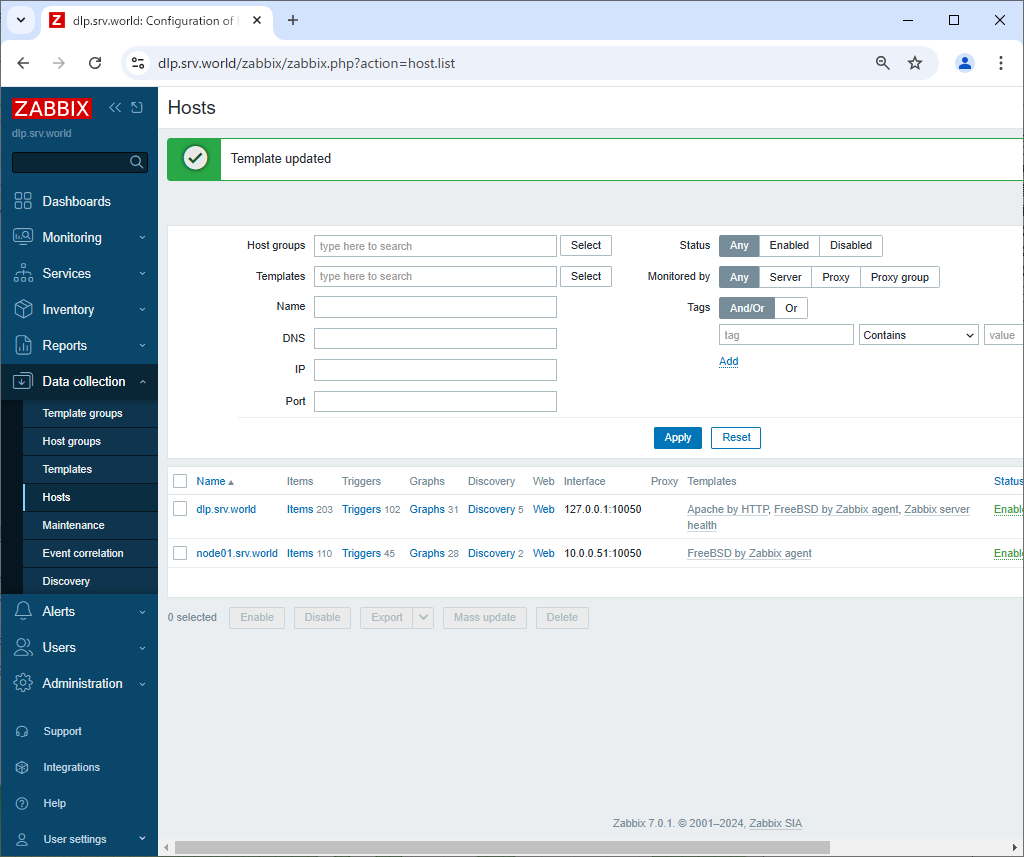 dlp.srv.world: Configuration of
dlp.srv.world/zabbix/zabbix.php?action=host.list
ZABBIX
dlp.srv.world
Dashboards
Monitoring
Services
Inventory
Reports
Data collection
Template groups
Host groups
Templates
Hosts
Maintenance
Event correlation
Discovery
Alerts
Users
Administration
Support
Integrations
Help
User settings
Hosts
Template updated
Host groups type here to search Select
Templates type here to search Select
Name
DNS
IP
Port
Status Any Enabled Disabled
Monitored by Any Server Proxy Proxy group
Tags And/Or Or
tag Contains value
Add
Apply Reset
Name Items Triggers Graphs Discovery Web Interface Proxy Templates Status
dlp.srv.world Items 203 Triggers 102 Graphs 31 Discovery 5 Web 127.0.0.1:10050 Apache by HTTP, FreeBSD by Zabbix agent, Zabbix server Enable
health
node01.srv.world Items 110 Triggers 45 Graphs 28 Discovery 2 Web 10.0.0.51:10050 FreeBSD by Zabbix agent Enable
0 selected Enable Disable Export Mass update Delete
Zabbix 7.0.1. © 2001–2024, Zabbix SIA